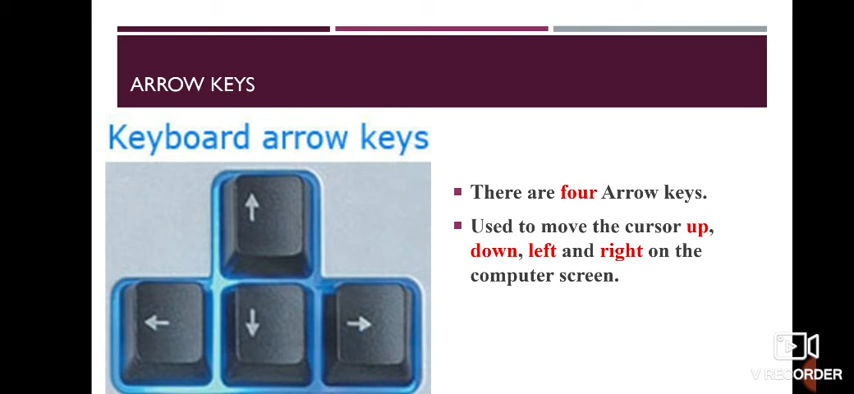 ARROW KEYS
Keyboard arrow keys
There are four Arrow keys.
Used to move the cursor up,
down, left and right on the
computer screen.
V RECORDER